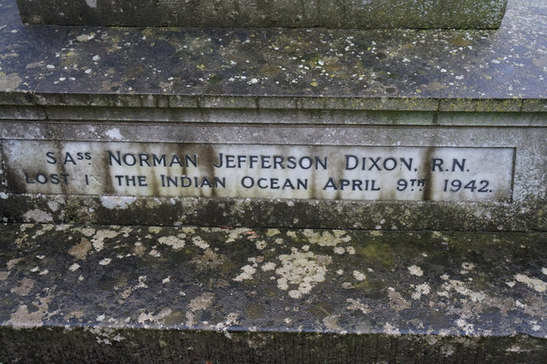 S/ASS NORMAN JEFFERSON DIXON, R.N.
LOST I THE INDIAN OCEAN APRIL 9TH 1942.